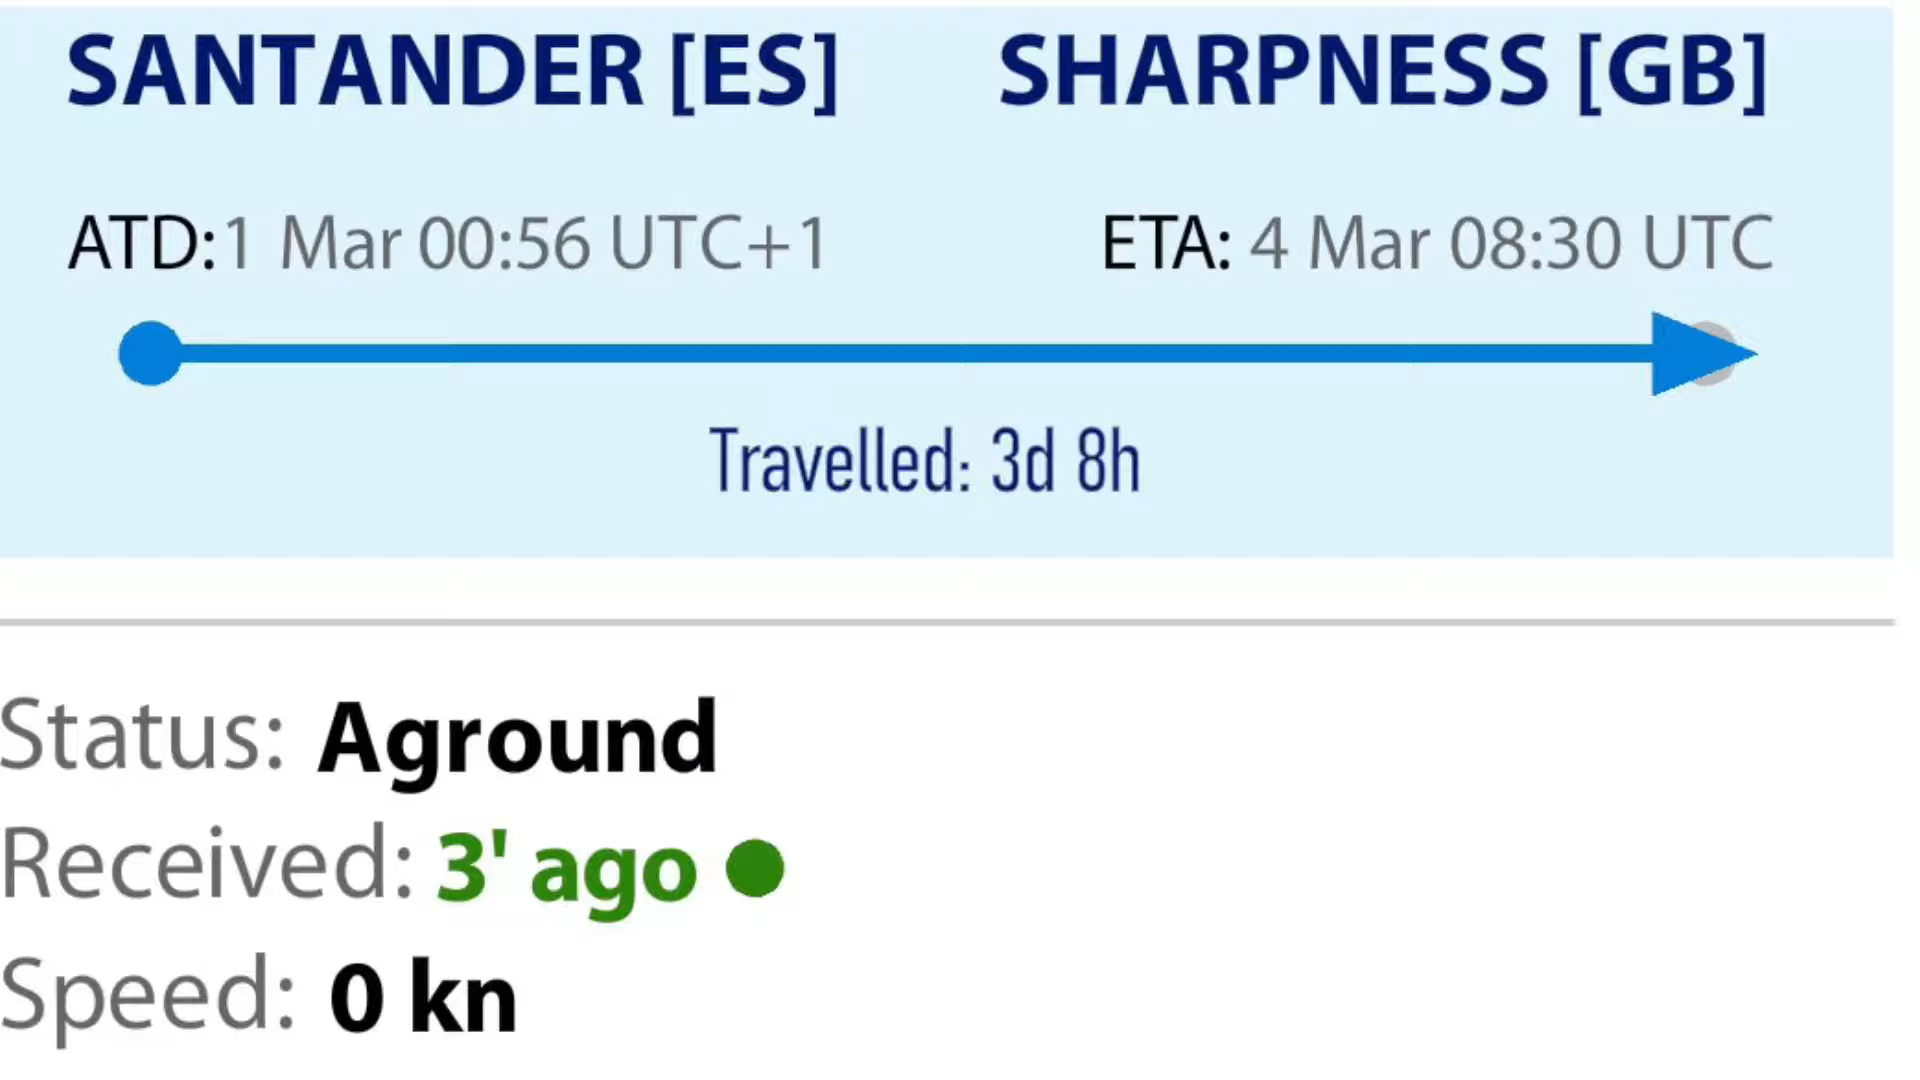 SANTANDER [ES] SHARPNESS [GB]
ATD: 1 Mar 00:56 UTC+1 ETA: 4 Mar 08:30 UTC
Travelled: 3d 8h
Status: Aground
Received: 3' ago
Speed: 0 kn